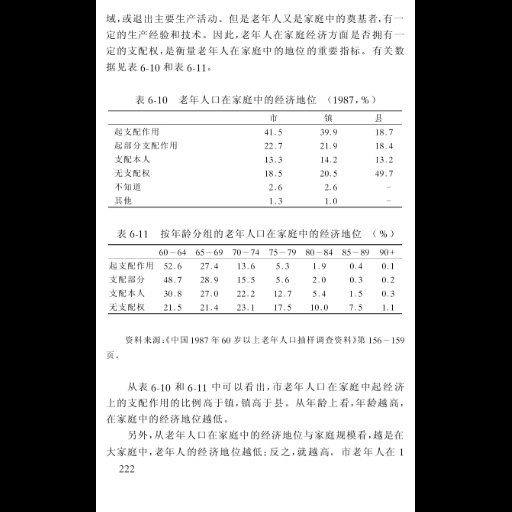 域,或退出主要生产活动。但是老年人又是家庭中的奠基者,有一
定的生产经验和技术。因此,老年人在家庭经济方面是否拥有一
定的支配权,是衡量老年人在家庭中的地位的重要指标。有关数
据见表 6-10 和表 6-11。
表 6-10 老年人口在家庭中的经济地位 (1987,%)
市 镇 县
起支配作用 41.5 39.9 18.7
起部分支配作用 22.7 21.9 18.4
支配本人 13.3 14.2 13.2
无支配权 18.5 20.5 49.7
不知道 2.6 2.6 –
其他 1.3 1.0 –
表 6-11 按年龄分组的老年人口在家庭中的经济地位 (%)
60—64 65—69 70—74 75—79 80—84 85—89 90+
起支配作用 52.6 27.4 13.6 5.3 1.9 0.4 0.1
支配部分 48.7 28.9 15.5 5.6 2.0 0.3 0.2
支配本人 30.8 27.0 22.2 12.7 5.4 1.5 0.3
无支配权 21.5 21.4 23.1 17.5 10.0 7.5 1.1
资料来源:《中国 1987 年 60 岁以上老年人口抽样调查资料》第 156—159
页。
从表 6-10 和 6-11 中可以看出,市老年人口在家庭中起经济
上的支配作用的比例高于镇,镇高于县。从年龄上看,年龄越高,
在家庭中的经济地位越低。
另外,从老年人口在家庭中的经济地位与家庭规模看,越是在
大家庭中,老年人的经济地位越低;反之,就越高。市老年人在 1
222